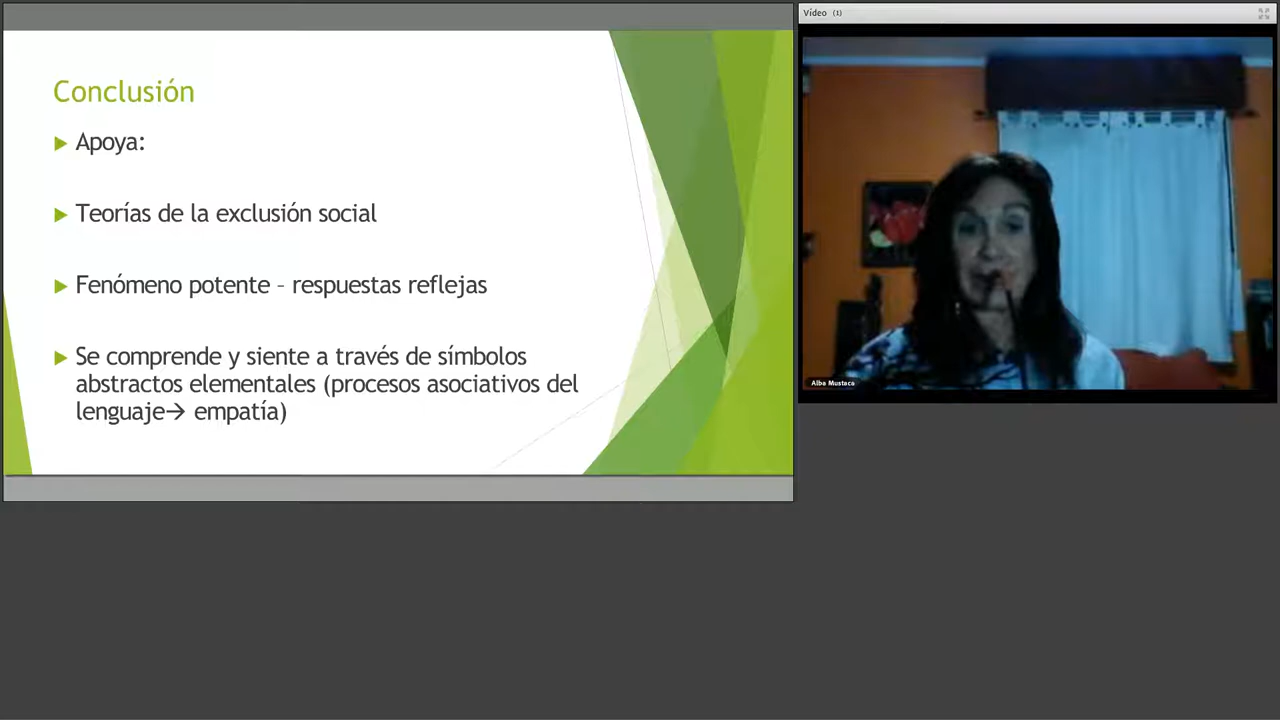 Conclusión
Apoya:
Teorías de la exclusión social
Fenómeno potente – respuestas reflejas
Se comprende y siente a través de símbolos
abstractos elementales (procesos asociativos del
lenguaje→ empatía)
Vídeo (1)
Alba Mustaca